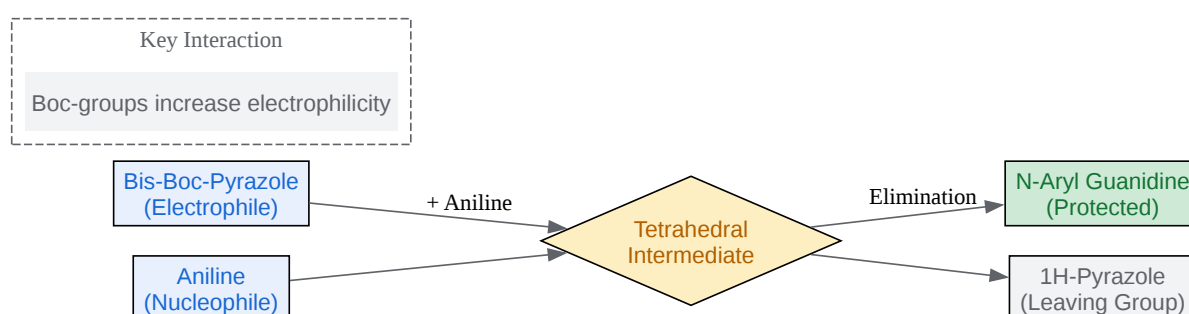 Key Interaction
Boc-groups increase electrophilicity
Bis-Boc-Pyrazole
(Electrophile)
+ Aniline
Aniline
(Nucleophile)
Tetrahedral
Intermediate
Elimination
N-Aryl Guanidine
(Protected)
1H-Pyrazole
(Leaving Group)